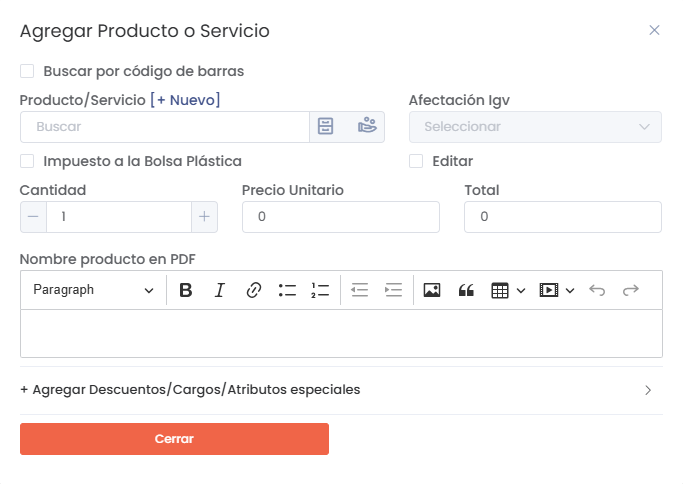 Agregar Producto o Servicio
Buscar por código de barras
Producto/Servicio [+ Nuevo]
Afectación Igv
Buscar
Seleccionar
Impuesto a la Bolsa Plástica
Editar
Cantidad
Precio Unitario
Total
1
0
0
Nombre producto en PDF
Paragraph
+ Agregar Descuentos/Cargos/Atributos especiales
Cerrar